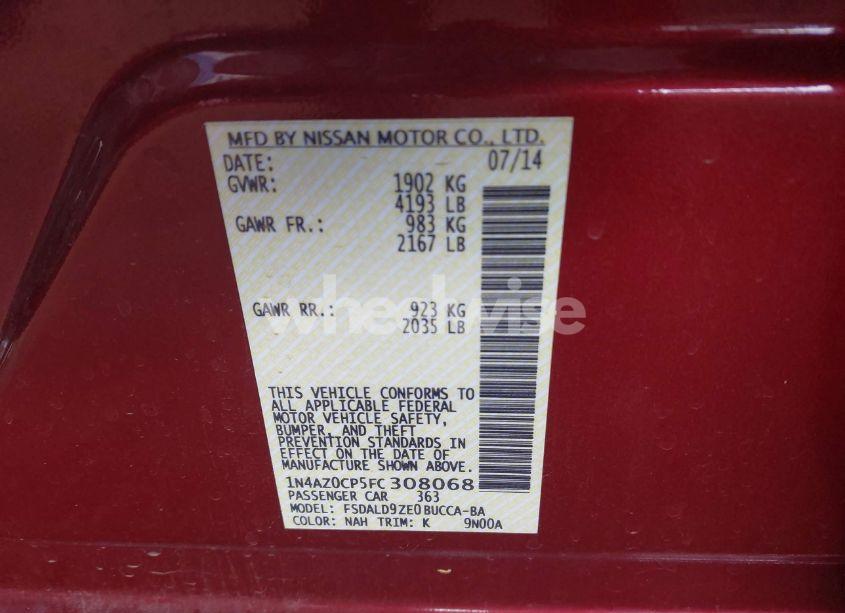 MFD BY NISSAN MOTOR CO., LTD.
DATE: 07/14
GVWR: 1902 KG
4193 LB
GAWR FR.: 983 KG
2167 LB
GAWR RR.: 923 KG
2035 LB
wheelwise
THIS VEHICLE CONFORMS TO
ALL APPLICABLE FEDERAL
MOTOR VEHICLE SAFETY,
BUMPER, AND THEFT
PREVENTION STANDARDS IN
EFFECT ON THE DATE OF
MANUFACTURE SHOWN ABOVE.
1N4AZ0CP5FC308068
PASSENGER CAR 363
MODEL: FSDALD9ZE0BUCCA-BA
COLOR: NAH TRIM: K 9N00A